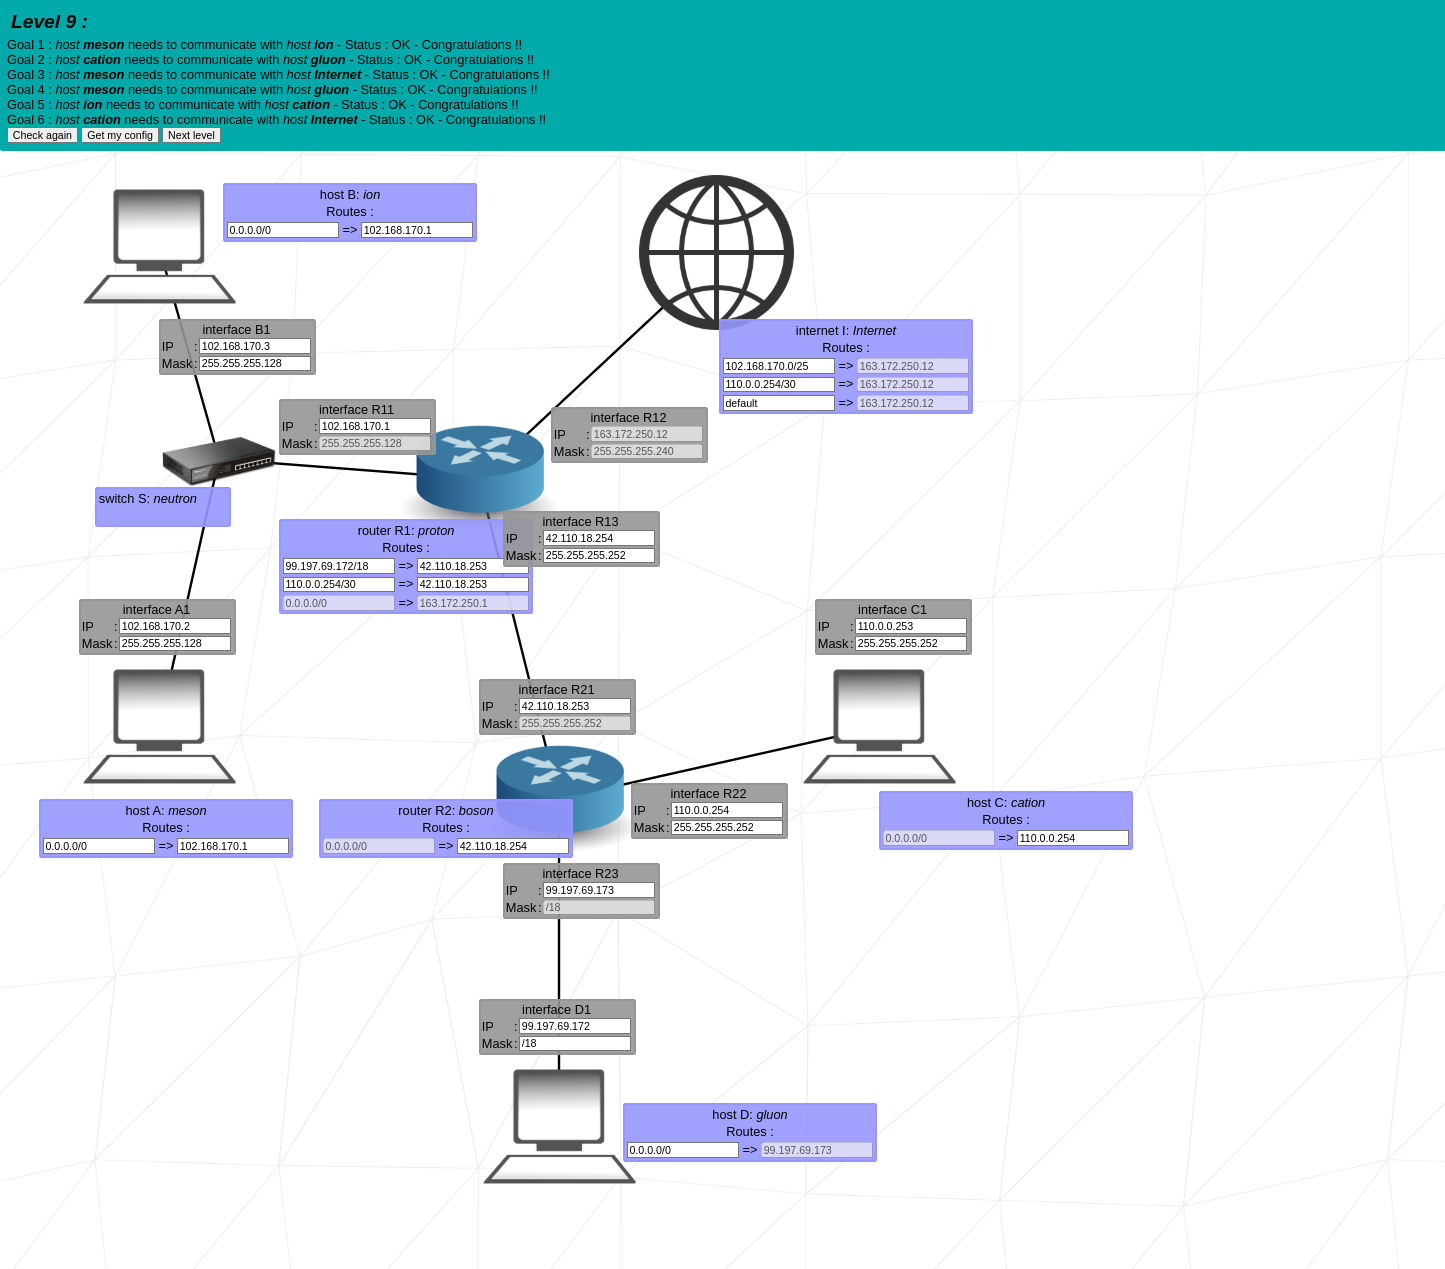 Level 9 :
Goal 1 : host meson needs to communicate with host ion - Status : OK - Congratulations !!
Goal 2 : host cation needs to communicate with host gluon - Status : OK - Congratulations !!
Goal 3 : host meson needs to communicate with host Internet - Status : OK - Congratulations !!
Goal 4 : host meson needs to communicate with host gluon - Status : OK - Congratulations !!
Goal 5 : host ion needs to communicate with host cation - Status : OK - Congratulations !!
Goal 6 : host cation needs to communicate with host Internet - Status : OK - Congratulations !!
Check again Get my config Next level
host B: ion
Routes :
0.0.0.0/0 => 102.168.170.1
interface B1
IP : 102.168.170.3
Mask : 255.255.255.128
internet I: Internet
Routes :
102.168.170.0/25 => 163.172.250.12
110.0.0.254/30 => 163.172.250.12
default => 163.172.250.12
interface R11
IP : 102.168.170.1
Mask : 255.255.255.128
interface R12
IP : 163.172.250.12
Mask : 255.255.255.240
switch S: neutron
router R1: proton
Routes :
99.197.69.172/18 => 42.110.18.253
110.0.0.254/30 => 42.110.18.253
0.0.0.0/0 => 163.172.250.1
interface R13
IP : 42.110.18.254
Mask : 255.255.255.252
interface A1
IP : 102.168.170.2
Mask : 255.255.255.128
interface C1
IP : 110.0.0.253
Mask : 255.255.255.252
interface R21
IP : 42.110.18.253
Mask : 255.255.255.252
interface R22
IP : 110.0.0.254
Mask : 255.255.255.252
host A: meson
Routes :
0.0.0.0/0 => 102.168.170.1
router R2: boson
Routes :
0.0.0.0/0 => 42.110.18.254
host C: cation
Routes :
0.0.0.0/0 => 110.0.0.254
interface R23
IP : 99.197.69.173
Mask : /18
interface D1
IP : 99.197.69.172
Mask : /18
host D: gluon
Routes :
0.0.0.0/0 => 99.197.69.173